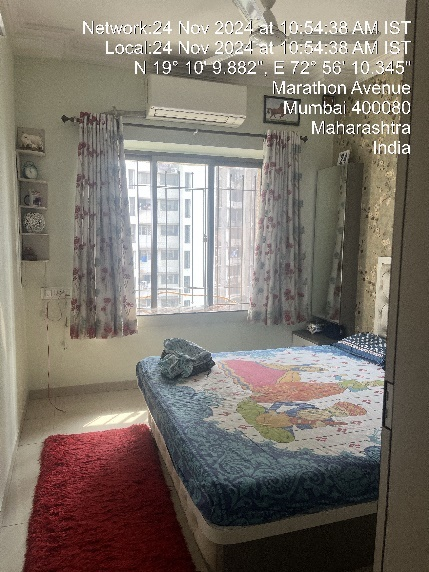 Network:24 Nov 2024 at 10:54:38 AM IST
Local:24 Nov 2024 at 10:54:38 AM IST
N 19° 10' 9.882", E 72° 56' 10.345"
Marathon Avenue
Mumbai 400080
Maharashtra
India